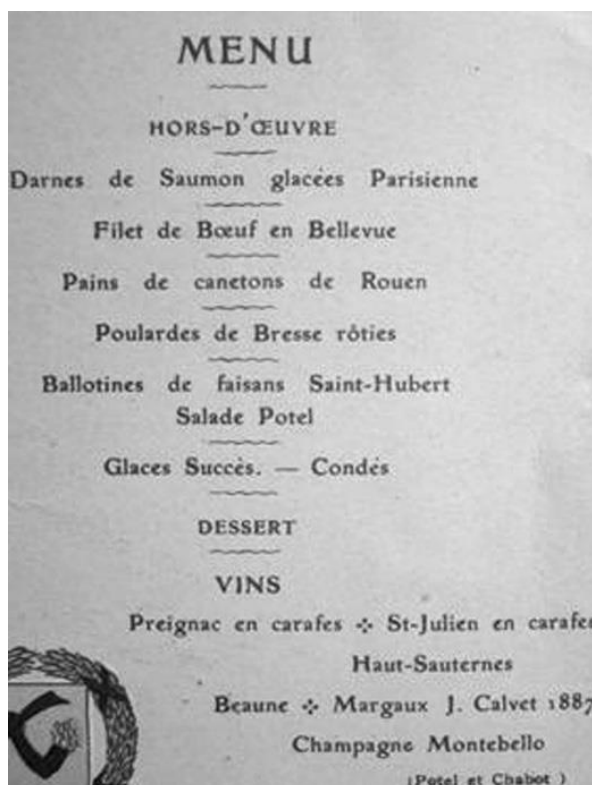 MENU
HORS-D'ŒUVRE
Darnes de Saumon glacées Parisienne
Filet de Bœuf en Bellevue
Pains de canetons de Rouen
Poulardes de Bresse rôties
Ballotines de faisans Saint-Hubert
Salade Potel
Glaces Succès. — Condés
DESSERT
VINS
Preignac en carafes ⁘ St-Julien en carafes
Haut-Sauternes
Beaune ⁘ Margaux J. Calvet 1887
Champagne Montebello
(Potel et Chabot)